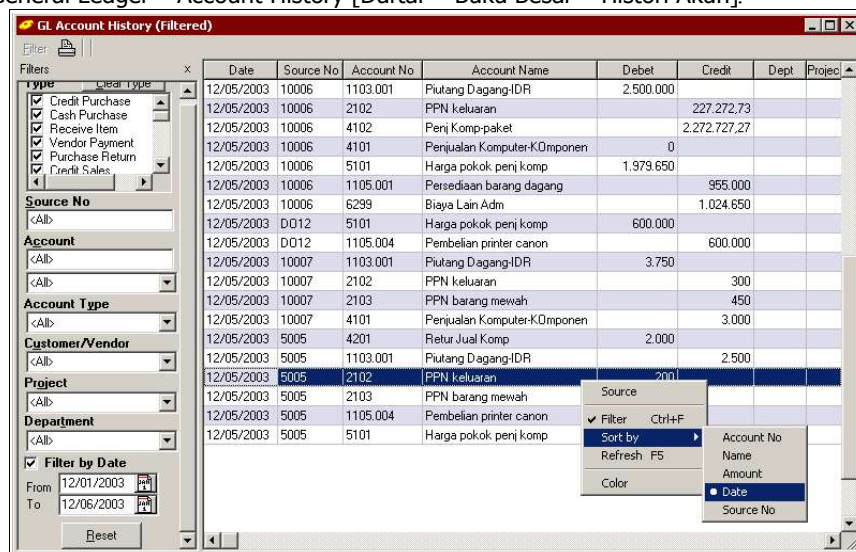 General Ledger – Account History [Daftar – Buku Besar – Histori Akun].
GL Account History (Filtered)
Filter
Filters x
Type Clear Type
Credit Purchase
Cash Purchase
Receive Item
Vendor Payment
Purchase Return
Credit Sales
Source No
<All>
Account
<All>
<All>
Account Type
<All>
Customer/Vendor
<All>
Project
<All>
Department
<All>
Filter by Date
From 12/01/2003
To 12/06/2003
Reset
Date Source No Account No Account Name Debet Credit Dept Projec
12/05/2003 10006 1103.001 Piutang Dagang-IDR 2.500.000
12/05/2003 10006 2102 PPN keluaran 227.272,73
12/05/2003 10006 4102 Penj Komp-paket 2.272.727,27
12/05/2003 10006 4101 Penjualan Komputer-KOmponen 0
12/05/2003 10006 5101 Harga pokok penj komp 1.979.650
12/05/2003 10006 1105.001 Persediaan barang dagang 955.000
12/05/2003 10006 6299 Biaya Lain Adm 1.024.650
12/05/2003 DO12 5101 Harga pokok penj komp 600.000
12/05/2003 DO12 1105.004 Pembelian printer canon 600.000
12/05/2003 10007 1103.001 Piutang Dagang-IDR 3.750
12/05/2003 10007 2102 PPN keluaran 300
12/05/2003 10007 2103 PPN barang mewah 450
12/05/2003 10007 4101 Penjualan Komputer-KOmponen 3.000
12/05/2003 5005 4201 Retur Jual Komp 2.000
12/05/2003 5005 1103.001 Piutang Dagang-IDR 2.500
12/05/2003 5005 2102 PPN keluaran 200
12/05/2003 5005 2103 PPN barang mewah
12/05/2003 5005 1105.004 Pembelian printer canon
12/05/2003 5005 5101 Harga pokok penj komp
Source
Filter Ctrl+F
Sort by
Refresh F5
Color
Account No
Name
Amount
Date
Source No